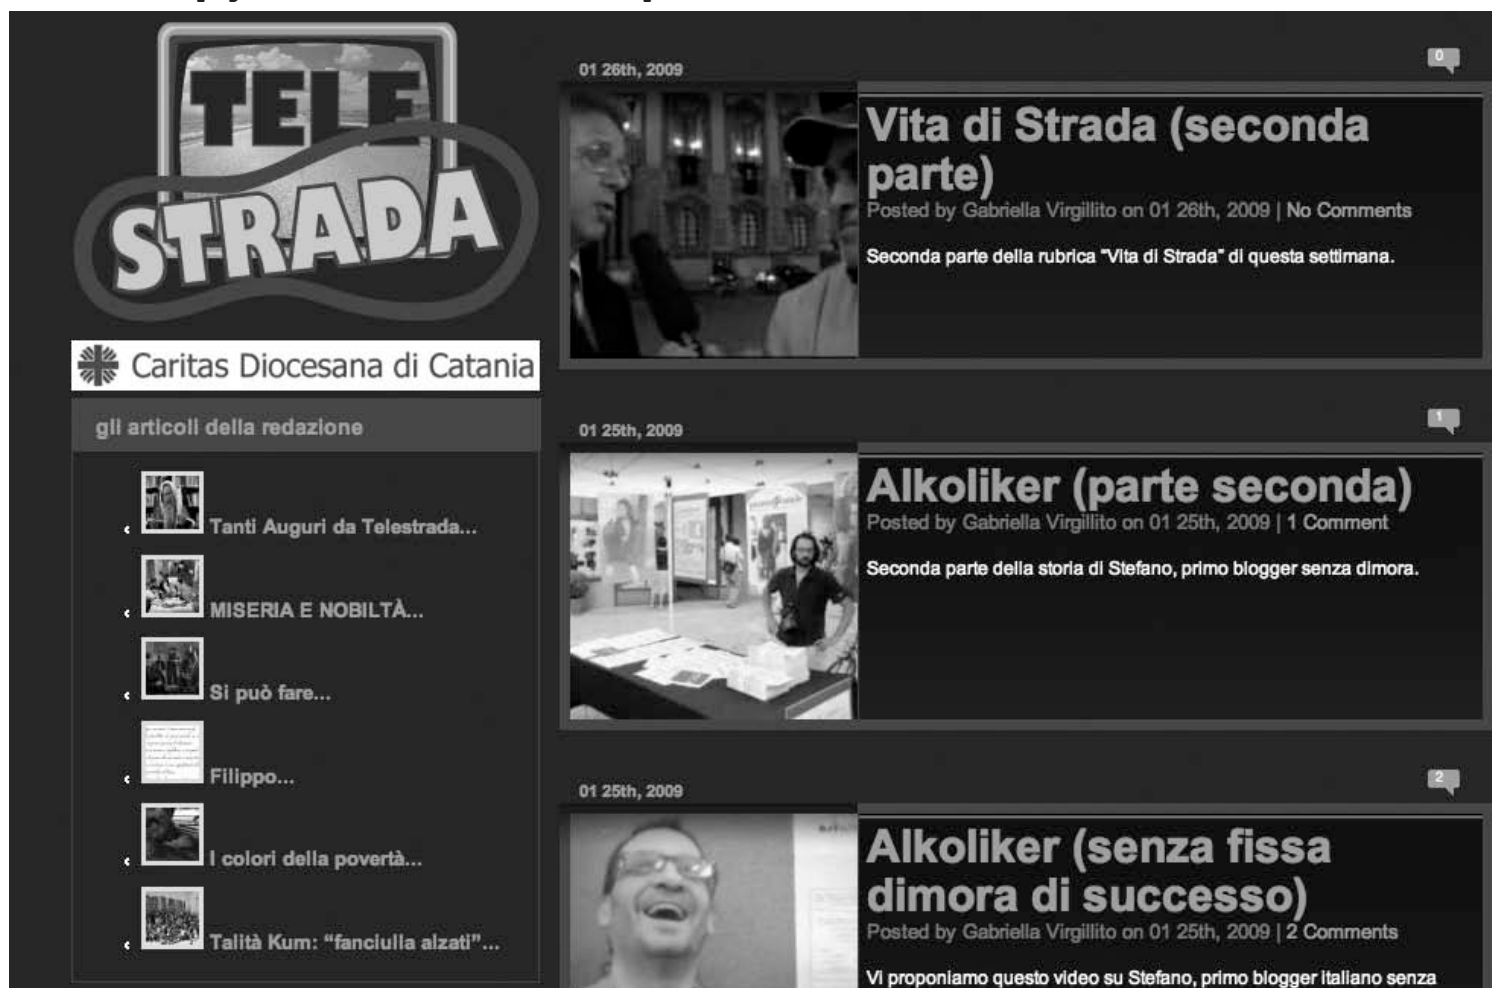 TELE
STRADA
Caritas Diocesana di Catania
gli articoli della redazione
Tanti Auguri da Telestrada...
MISERIA E NOBILTÀ...
Si può fare...
Filippo...
I colori della povertà...
Talità Kum: “fanciulla alzati”...
01 26th, 2009
0
Vita di Strada (seconda
parte)
Posted by Gabriella Virgillito on 01 26th, 2009 | No Comments
Seconda parte della rubrica "Vita di Strada" di questa settimana.
01 25th, 2009
1
Alkoliker (parte seconda)
Posted by Gabriella Virgillito on 01 25th, 2009 | 1 Comment
Seconda parte della storia di Stefano, primo blogger senza dimora.
01 25th, 2009
2
Alkoliker (senza fissa
dimora di successo)
Posted by Gabriella Virgillito on 01 25th, 2009 | 2 Comments
Vi proponiamo questo video su Stefano, primo blogger italiano senza